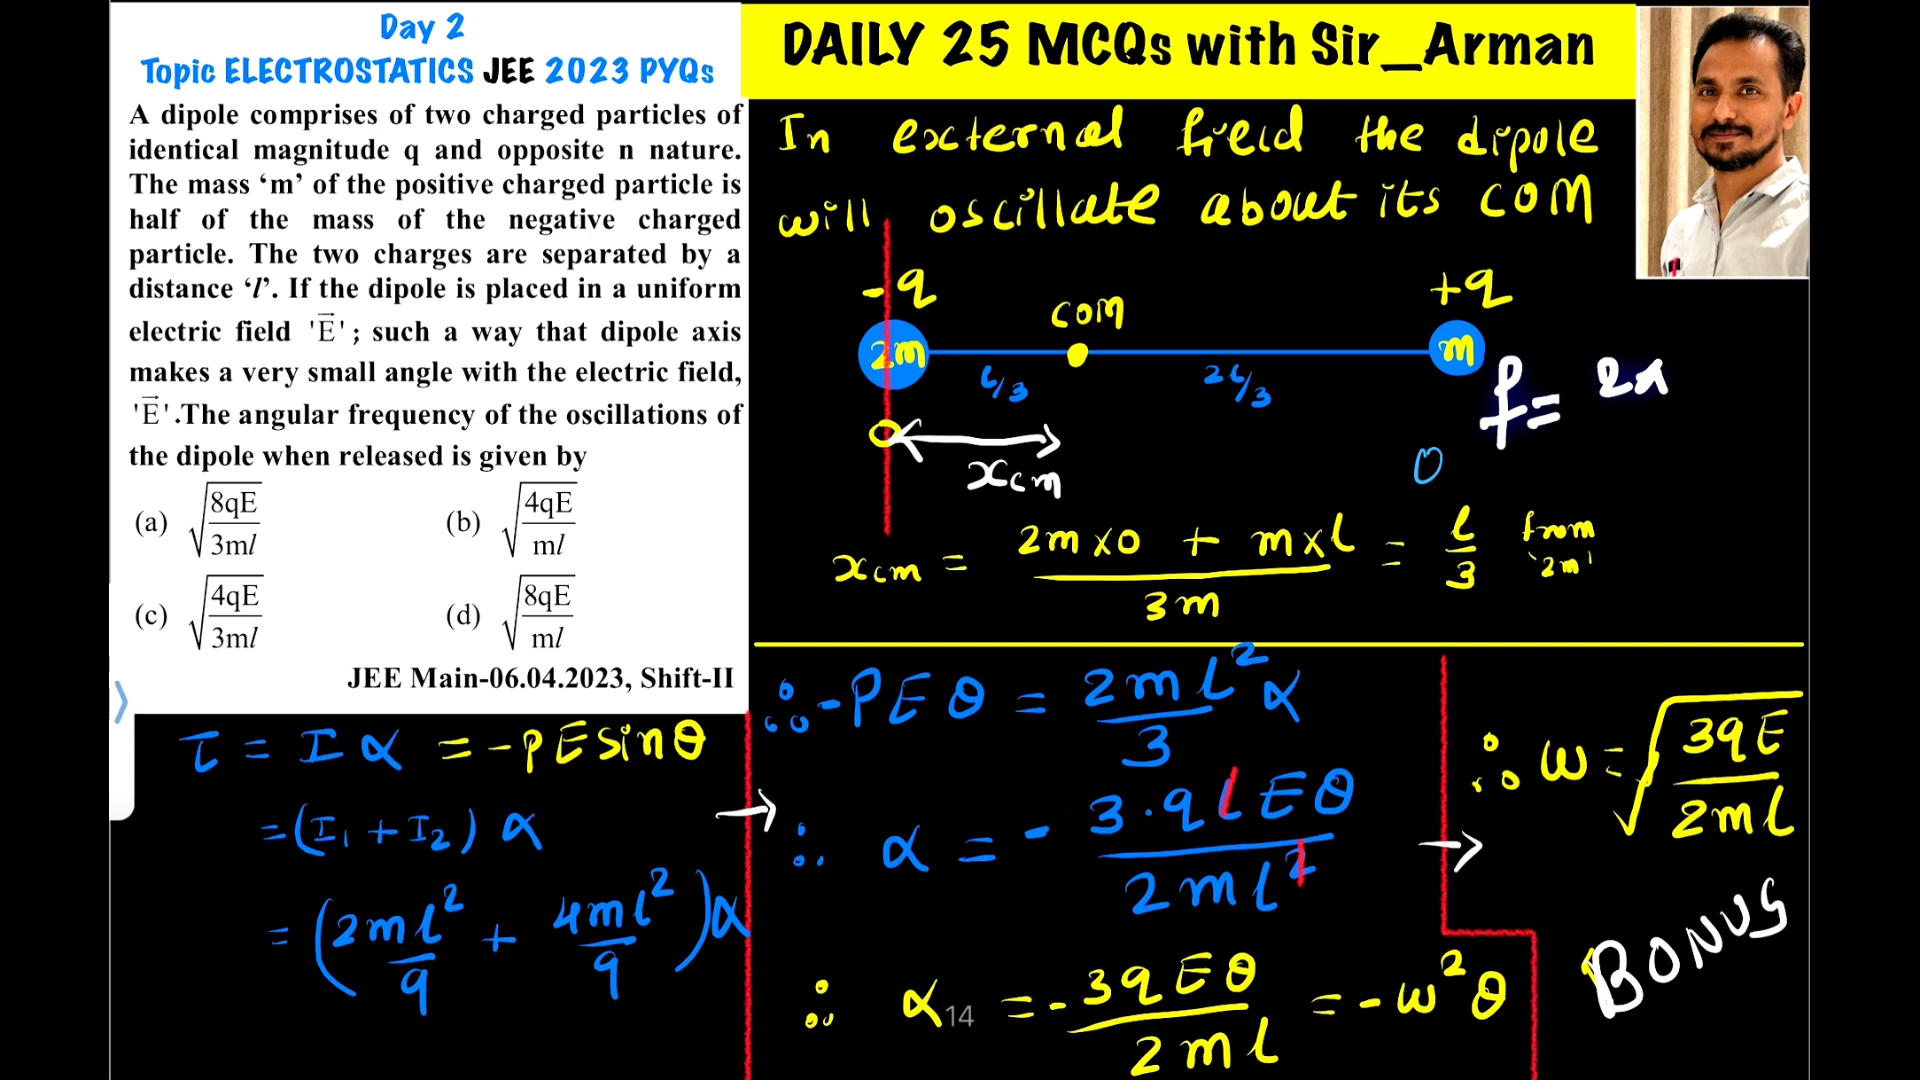 Day 2
Topic ELECTROSTATICS JEE 2023 PYQs
A dipole comprises of two charged particles of
identical magnitude q and opposite n nature.
The mass ‘m’ of the positive charged particle is
half of the mass of the negative charged
particle. The two charges are separated by a
distance ‘l’. If the dipole is placed in a uniform
electric field 'E⃗'; such a way that dipole axis
makes a very small angle with the electric field,
'E⃗'.The angular frequency of the oscillations of
the dipole when released is given by
(a) √(8qE/3ml) (b) √(4qE/ml)
(c) √(4qE/3ml) (d) √(8qE/ml)
JEE Main-06.04.2023, Shift-II
τ = I α = -PE sinθ
= (I₁ + I₂) α
= (2ml²/9 + 4ml²/9) α
DAILY 25 MCQs with Sir_Arman
In external field the dipole
will oscillate about its COM
-q COM +q
2m m
l/3 2l/3
f = 2π
xcm
0
xcm = (2m×0 + m×l)/3m = l/3 from '2m'
∴ -PEθ = 2ml²/3 α
∴ α = - 3·qlEθ/2ml²
∴ α = - 3qEθ/2ml = -ω²θ
14
∴ ω = √(3qE/2ml)
BONUS